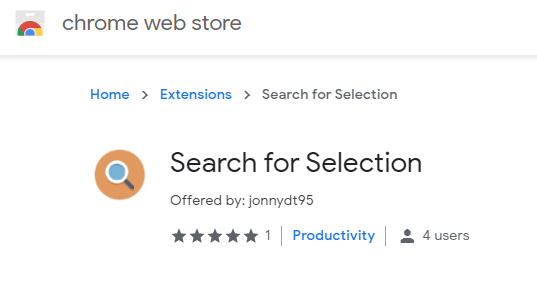 chrome web store
Home > Extensions > Search for Selection
Search for Selection
Offered by: jonnydt95
★★★★★ 1 | Productivity | 4 users